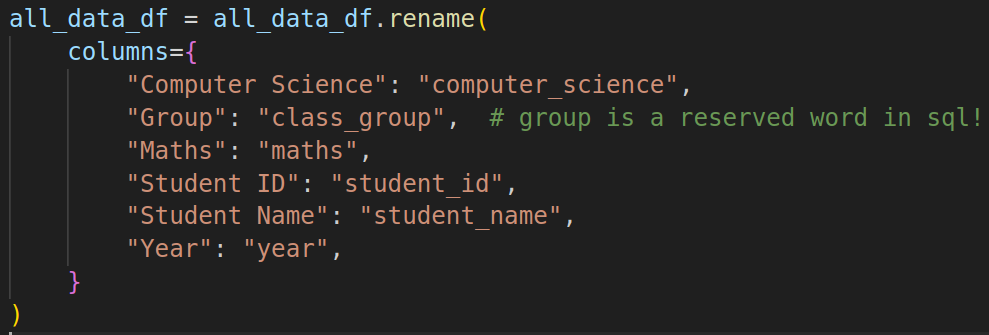 all_data_df = all_data_df.rename(
    columns={
        "Computer Science": "computer_science",
        "Group": "class_group",  # group is a reserved word in sql!
        "Maths": "maths",
        "Student ID": "student_id",
        "Student Name": "student_name",
        "Year": "year",
    }
)